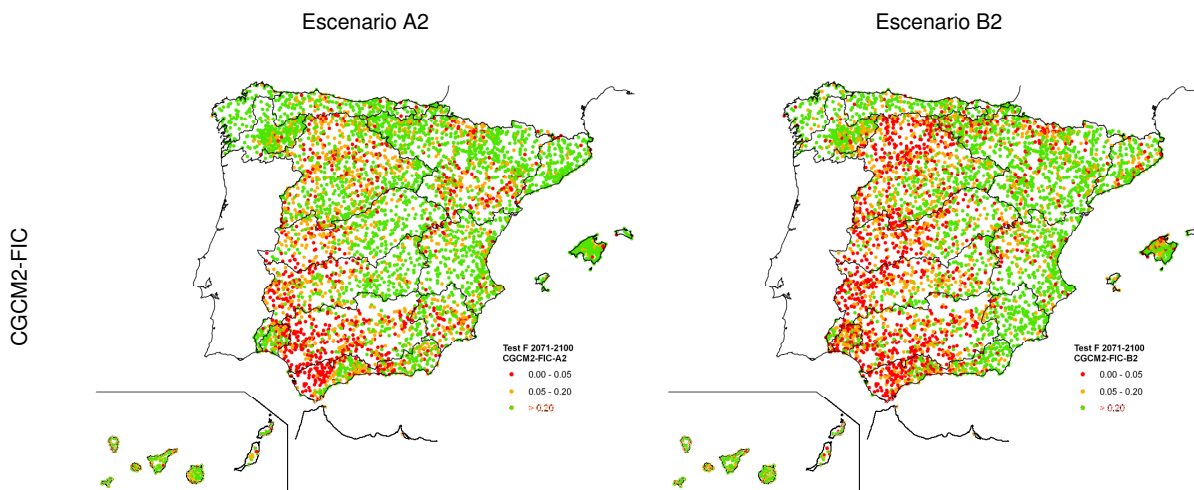 Escenario A2
Escenario B2
CGCM2-FIC
Test F 2071-2100
CGCM2-FIC-A2
0.00 - 0.05
0.05 - 0.20
> 0.20
Test F 2071-2100
CGCM2-FIC-B2
0.00 - 0.05
0.05 - 0.20
> 0.20